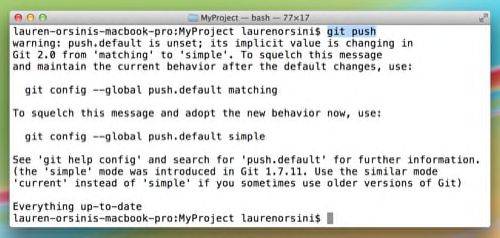 MyProject — bash — 77×17
lauren-orsinis-macbook-pro:MyProject laurenorsini$ git push
warning: push.default is unset; its implicit value is changing in
Git 2.0 from 'matching' to 'simple'. To squelch this message
and maintain the current behavior after the default changes, use:
git config --global push.default matching
To squelch this message and adopt the new behavior now, use:
git config --global push.default simple
See 'git help config' and search for 'push.default' for further information.
(the 'simple' mode was introduced in Git 1.7.11. Use the similar mode
'current' instead of 'simple' if you sometimes use older versions of Git)
Everything up-to-date
lauren-orsinis-macbook-pro:MyProject laurenorsini$